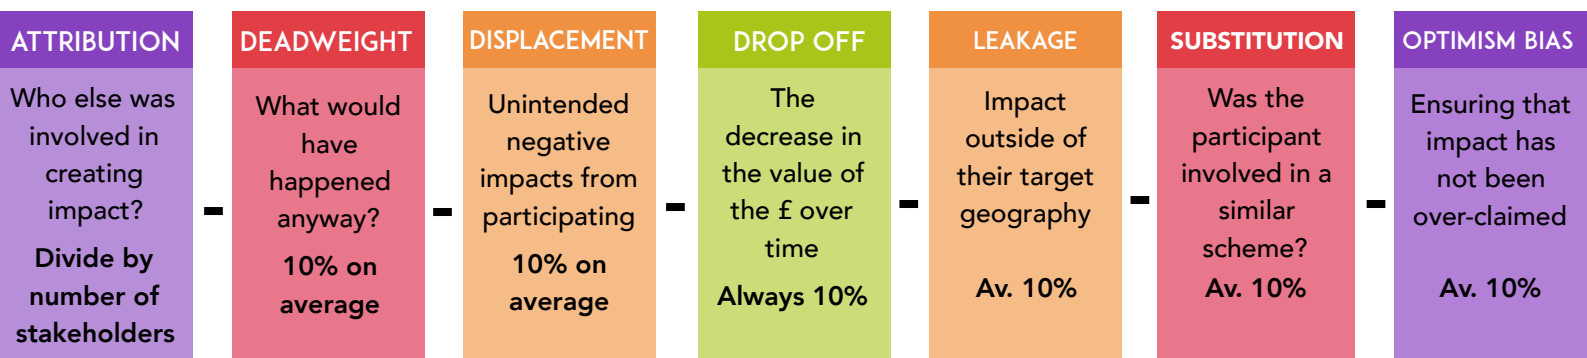 ATTRIBUTION
Who else was
involved in
creating
impact?
Divide by
number of
stakeholders
-
DEADWEIGHT
What would
have
happened
anyway?
10% on
average
-
DISPLACEMENT
Unintended
negative
impacts from
participating
10% on
average
-
DROP OFF
The
decrease in
the value of
the £ over
time
Always 10%
-
LEAKAGE
Impact
outside of
their target
geography
Av. 10%
-
SUBSTITUTION
Was the
participant
involved in a
similar
scheme?
Av. 10%
-
OPTIMISM BIAS
Ensuring that
impact has
not been
over-claimed
Av. 10%